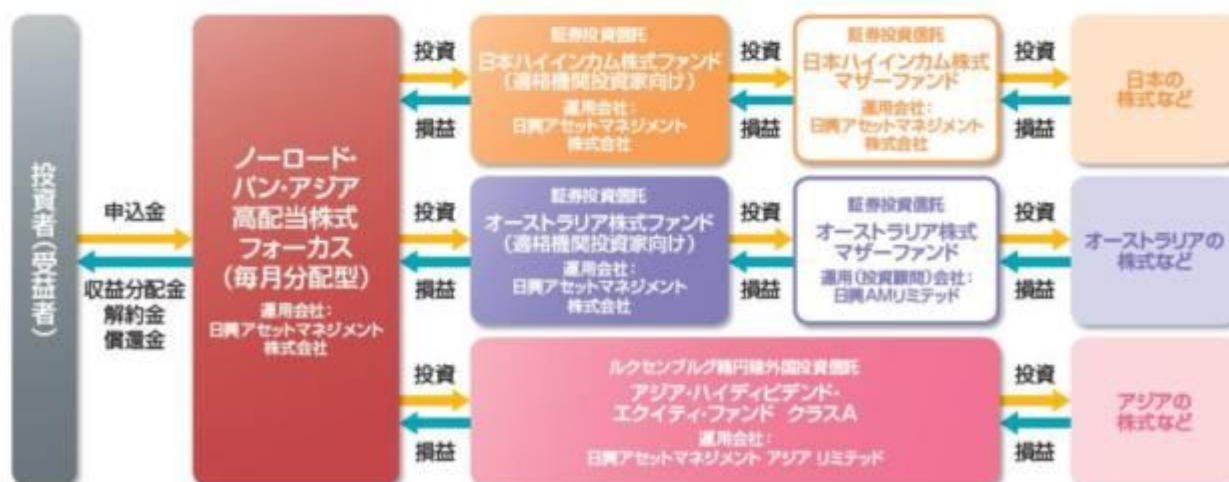 投資者(受益者)
申込金
収益分配金
解約金
償還金
ノーロード・
パン・アジア
高配当株式
フォーカス
(毎月分配型)
運用会社:
日興アセットマネジメント
株式会社
投資
損益
証券投資信託
日本ハイインカム株式ファンド
(適格機関投資家向け)
運用会社:
日興アセットマネジメント
株式会社
投資
損益
証券投資信託
日本ハイインカム株式
マザーファンド
運用会社:
日興アセットマネジメント
株式会社
投資
損益
日本の
株式など
投資
損益
証券投資信託
オーストラリア株式ファンド
(適格機関投資家向け)
運用会社:
日興アセットマネジメント
株式会社
投資
損益
証券投資信託
オーストラリア株式
マザーファンド
運用(投資顧問)会社:
日興AMリミテッド
投資
損益
オーストラリアの
株式など
投資
損益
ルクセンブルグ籍円建外国投資信託
アジア・ハイディビデンド・
エクイティ・ファンド クラスA
運用会社:
日興アセットマネジメント アジア リミテッド
投資
損益
アジアの
株式など